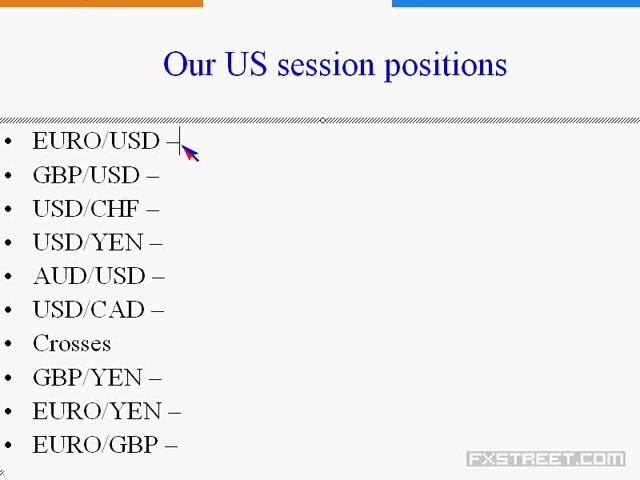 Our US session positions
• EURO/USD –
• GBP/USD –
• USD/CHF –
• USD/YEN –
• AUD/USD –
• USD/CAD –
• Crosses
• GBP/YEN –
• EURO/YEN –
• EURO/GBP –
FXSTREET.COM